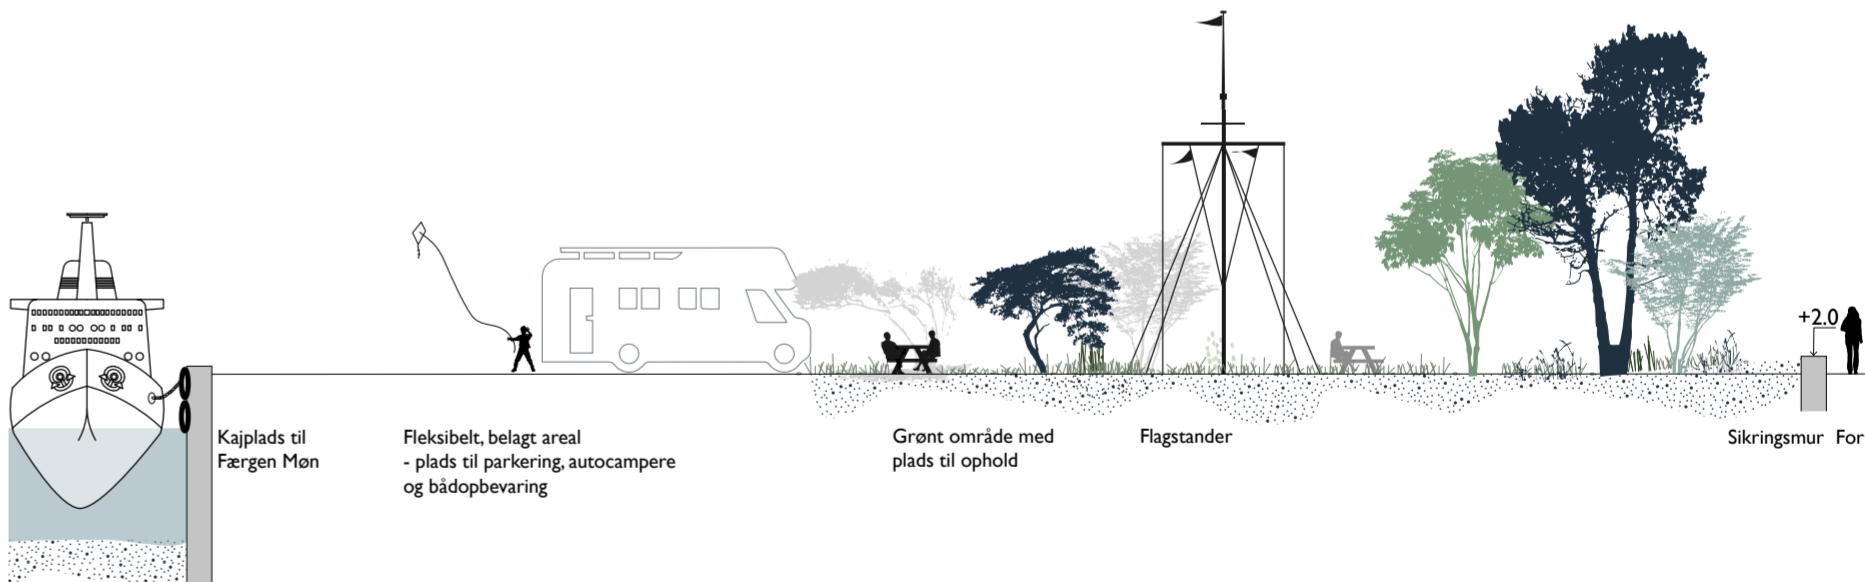 +2.0
Kajplads til
Færgen Møn
Fleksibelt, belagt areal
- plads til parkering, autocampere
og bådopbevaring
Grønt område med
plads til ophold
Flagstander
Sikringsmur
For